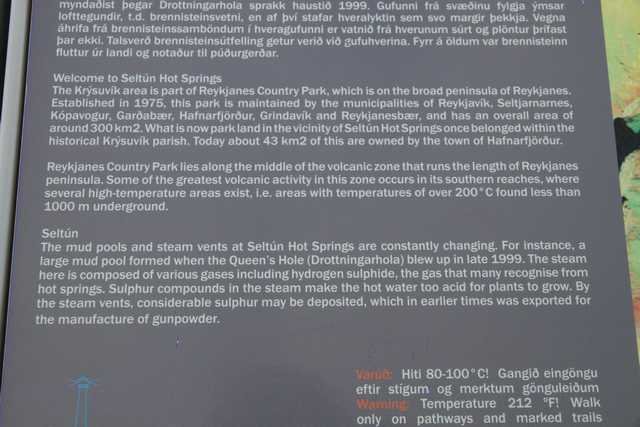 myndaðist þegar Drottningarhola sprakk haustið 1999. Gufunni frá svæðinu fylgja ýmsar
lofttegundir, t.d. brennisteinsvetni, en af því stafar hveralyktin sem svo margir þekkja. Vegna
áhrifa frá brennisteinssamböndum í hveragufunni er vatnið frá hverunum súrt og plöntur þrífast
þar ekki. Talsverð brennisteinsútfelling getur verið við gufuhverina. Fyrr á öldum var brennisteinn
fluttur úr landi og notaður til púðurgerðar.
Welcome to Seltún Hot Springs
The Krýsuvík area is part of Reykjanes Country Park, which is on the broad peninsula of Reykjanes.
Established in 1975, this park is maintained by the municipalities of Reykjavík, Seltjarnarnes,
Kópavogur, Garðabær, Hafnarfjörður, Grindavík and Reykjanesbær, and has an overall area of
around 300 km2. What is now park land in the vicinity of Seltún Hot Springs once belonged within the
historical Krýsuvík parish. Today about 43 km2 of this are owned by the town of Hafnarfjörður.
Reykjanes Country Park lies along the middle of the volcanic zone that runs the length of Reykjanes
peninsula. Some of the greatest volcanic activity in this zone occurs in its southern reaches, where
several high-temperature areas exist, i.e. areas with temperatures of over 200°C found less than
1000 m underground.
Seltún
The mud pools and steam vents at Seltún Hot Springs are constantly changing. For instance, a
large mud pool formed when the Queen's Hole (Drottningarhola) blew up in late 1999. The steam
here is composed of various gases including hydrogen sulphide, the gas that many recognise from
hot springs. Sulphur compounds in the steam make the hot water too acid for plants to grow. By
the steam vents, considerable sulphur may be deposited, which in earlier times was exported for
the manufacture of gunpowder.
Varúð: Hiti 80-100°C! Gangið eingöngu
eftir stígum og merktum gönguleiðum
Warning: Temperature 212 °F! Walk
only on pathways and marked trails